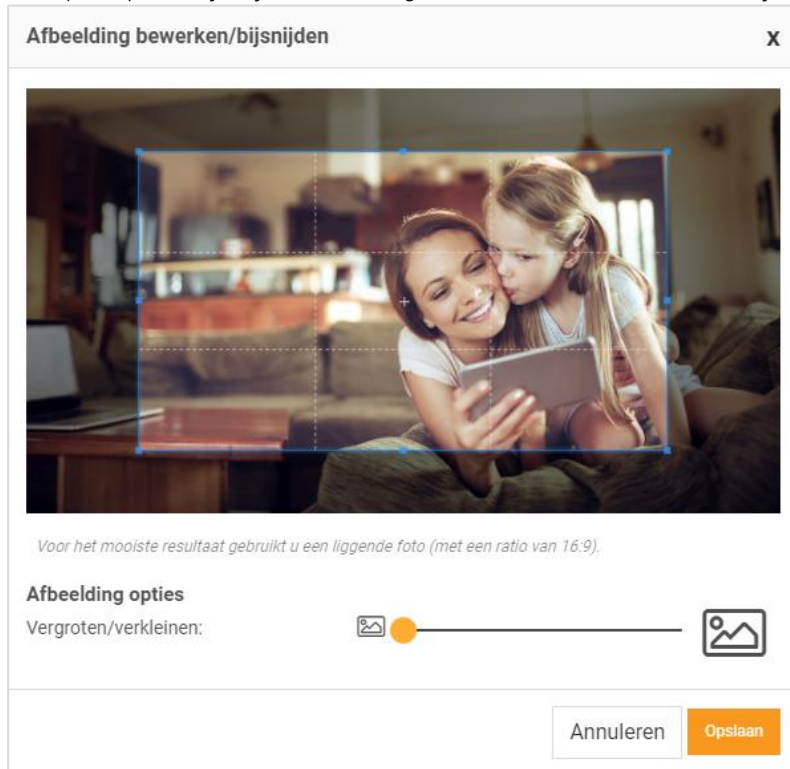 Afbeelding bewerken/bijsnijden
X
Voor het mooiste resultaat gebruikt u een liggende foto (met een ratio van 16:9).
Afbeelding opties
Vergroten/verkleinen:
Annuleren
Opslaan